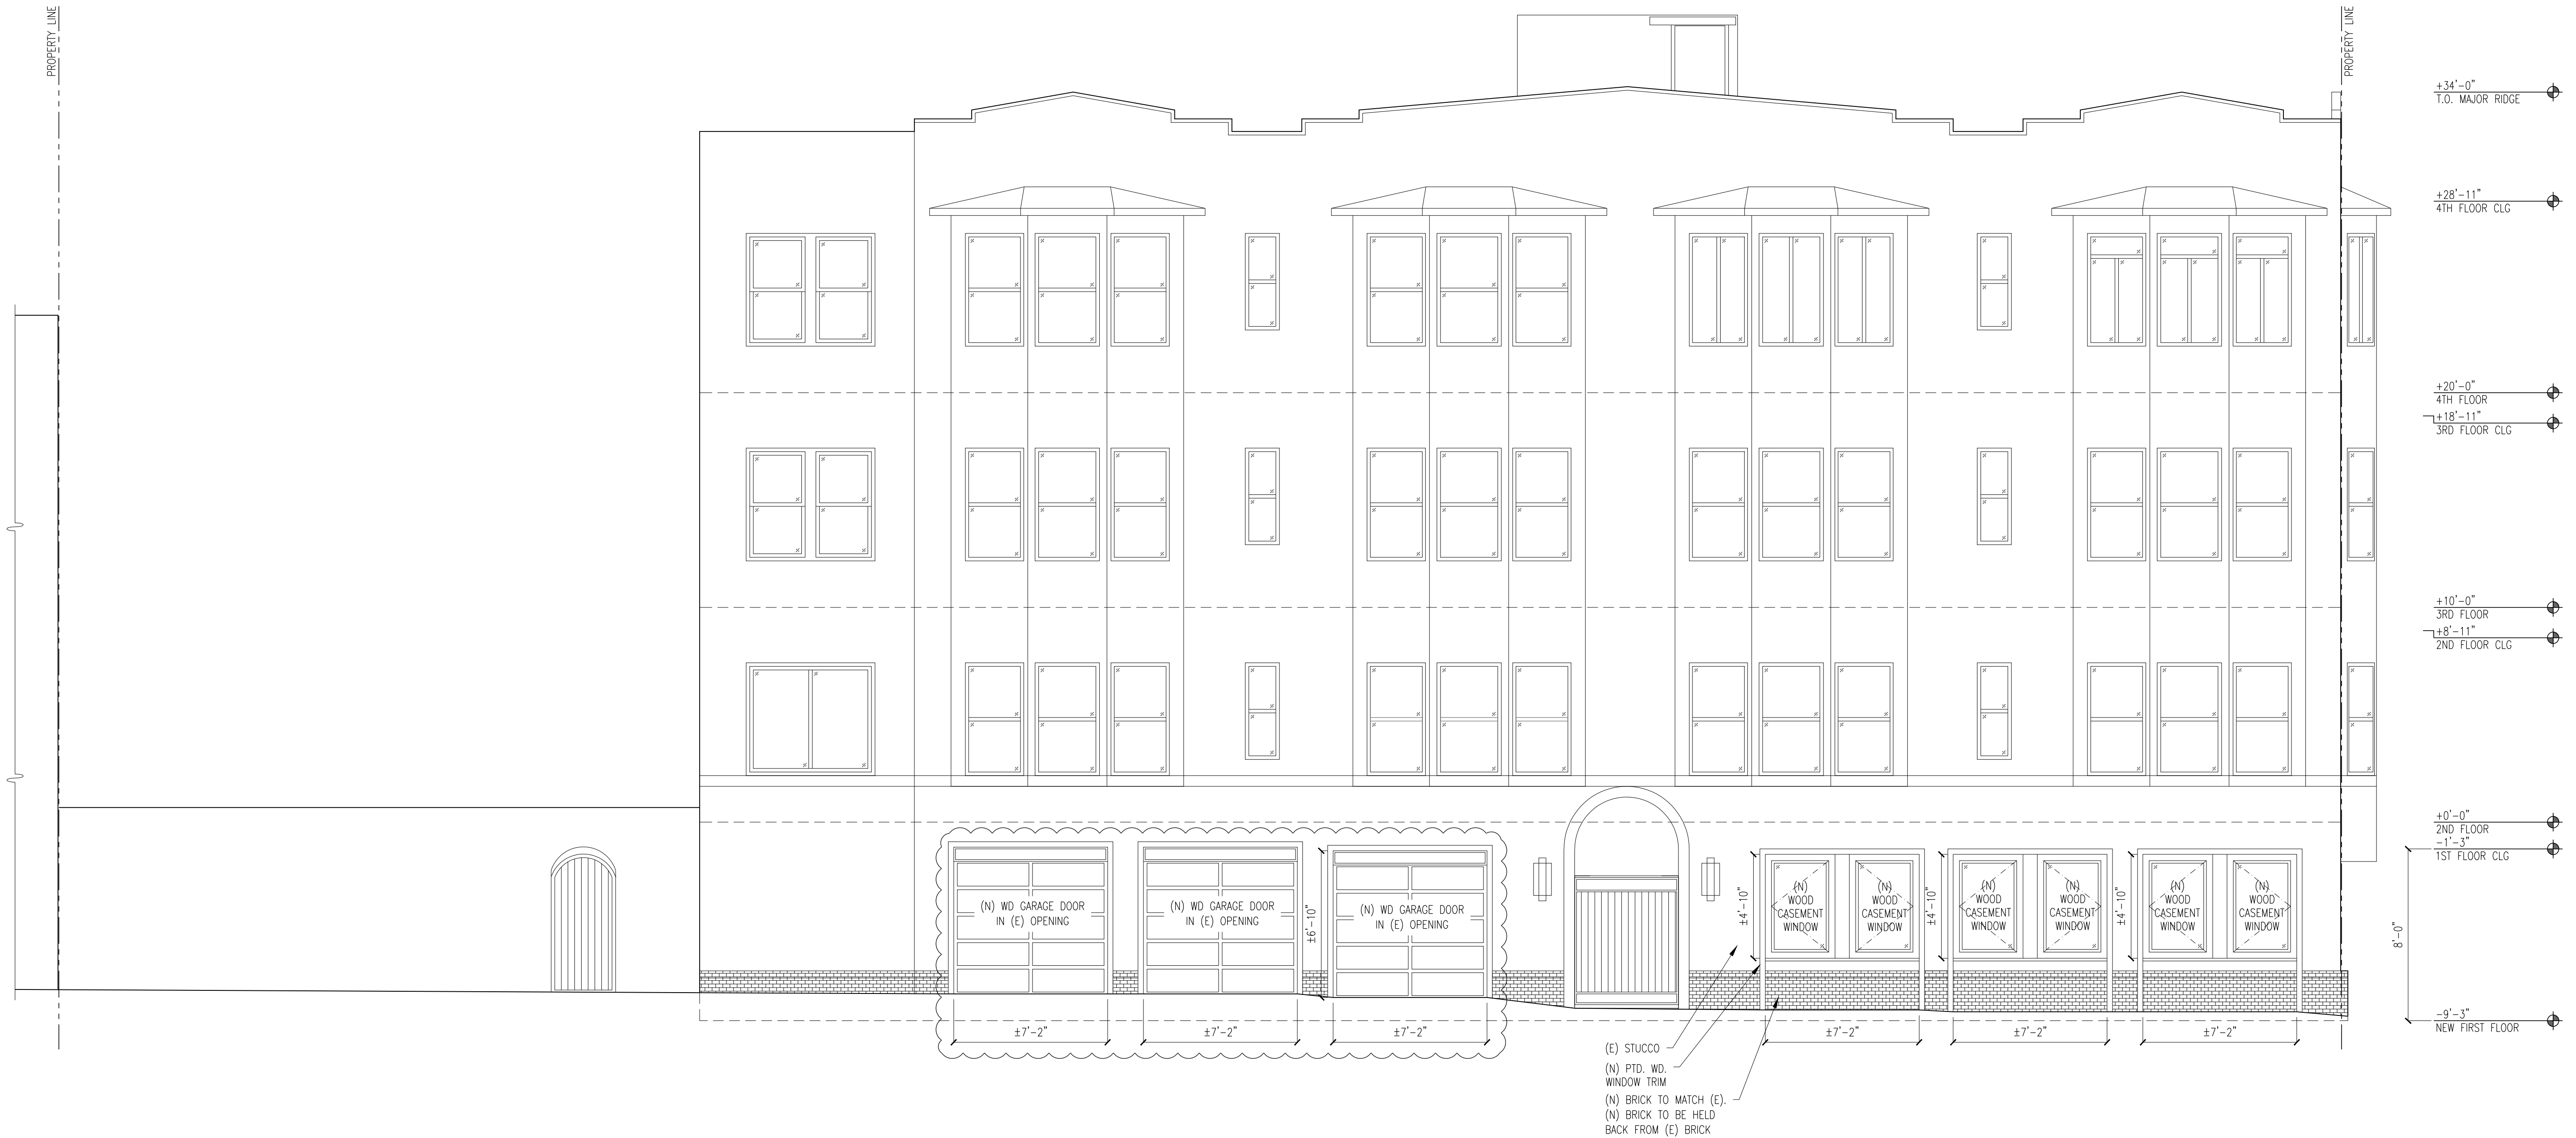 PROPERTY LINE
PROPERTY LINE
+34'-0"
T.O. MAJOR RIDGE
+28'-11"
4TH FLOOR CLG
+20'-0"
4TH FLOOR
+18'-11"
3RD FLOOR CLG
+10'-0"
3RD FLOOR
+8'-11"
2ND FLOOR CLG
+0'-0"
2ND FLOOR
-1'-3"
1ST FLOOR CLG
8'-0"
-9'-3"
NEW FIRST FLOOR
(N) WD GARAGE DOOR
IN (E) OPENING
(N) WD GARAGE DOOR
IN (E) OPENING
±6'-10"
(N) WD GARAGE DOOR
IN (E) OPENING
±4'-10"
(N)
WOOD
CASEMENT
WINDOW
(N)
WOOD
CASEMENT
WINDOW
±4'-10"
(N)
WOOD
CASEMENT
WINDOW
(N)
WOOD
CASEMENT
WINDOW
±4'-10"
(N)
WOOD
CASEMENT
WINDOW
(N)
WOOD
CASEMENT
WINDOW
±7'-2"
±7'-2"
±7'-2"
±7'-2"
±7'-2"
±7'-2"
(E) STUCCO
(N) PTD. WD.
WINDOW TRIM
(N) BRICK TO MATCH (E).
(N) BRICK TO BE HELD
BACK FROM (E) BRICK